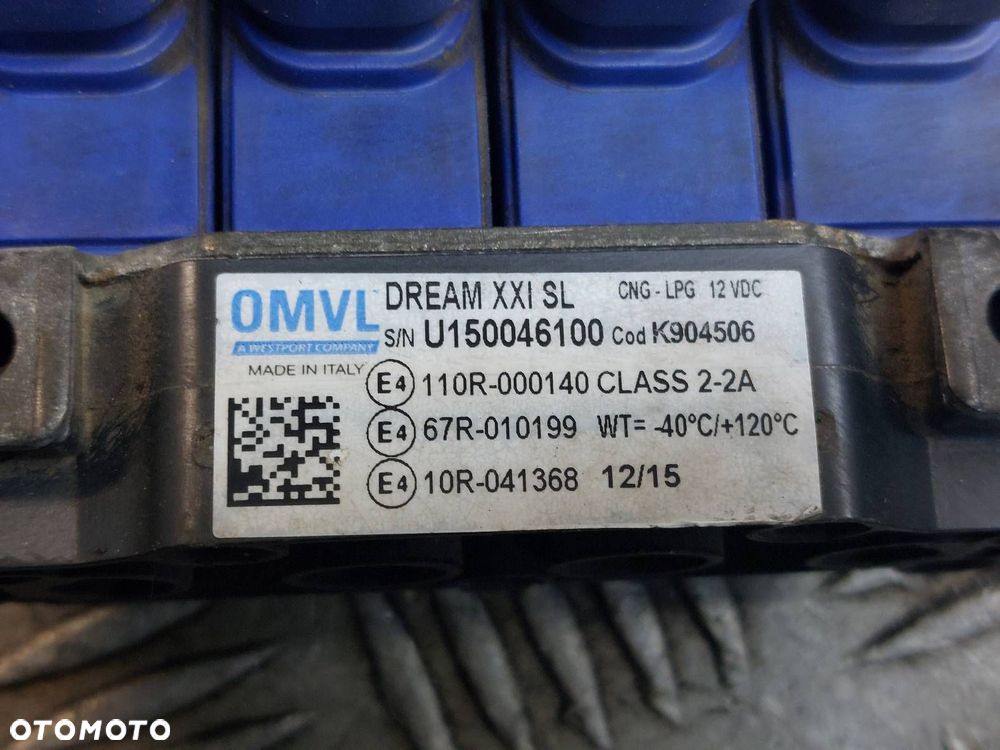 OMVL DREAM XXI SL CNG - LPG 12 VDC
A WESTPORT COMPANY S/N U150046100 Cod K904506
MADE IN ITALY E4 110R-000140 CLASS 2-2A
E4 67R-010199 WT= -40°C/+120°C
E4 10R-041368 12/15
OTOMOTO